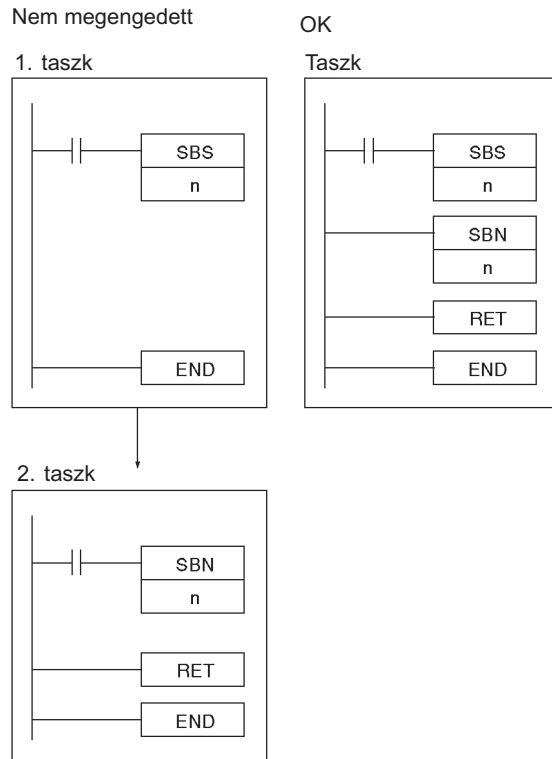 Nem megengedett
1. taszk
SBS
n
END
2. taszk
SBN
n
RET
END
OK
Taszk
SBS
n
SBN
n
RET
END